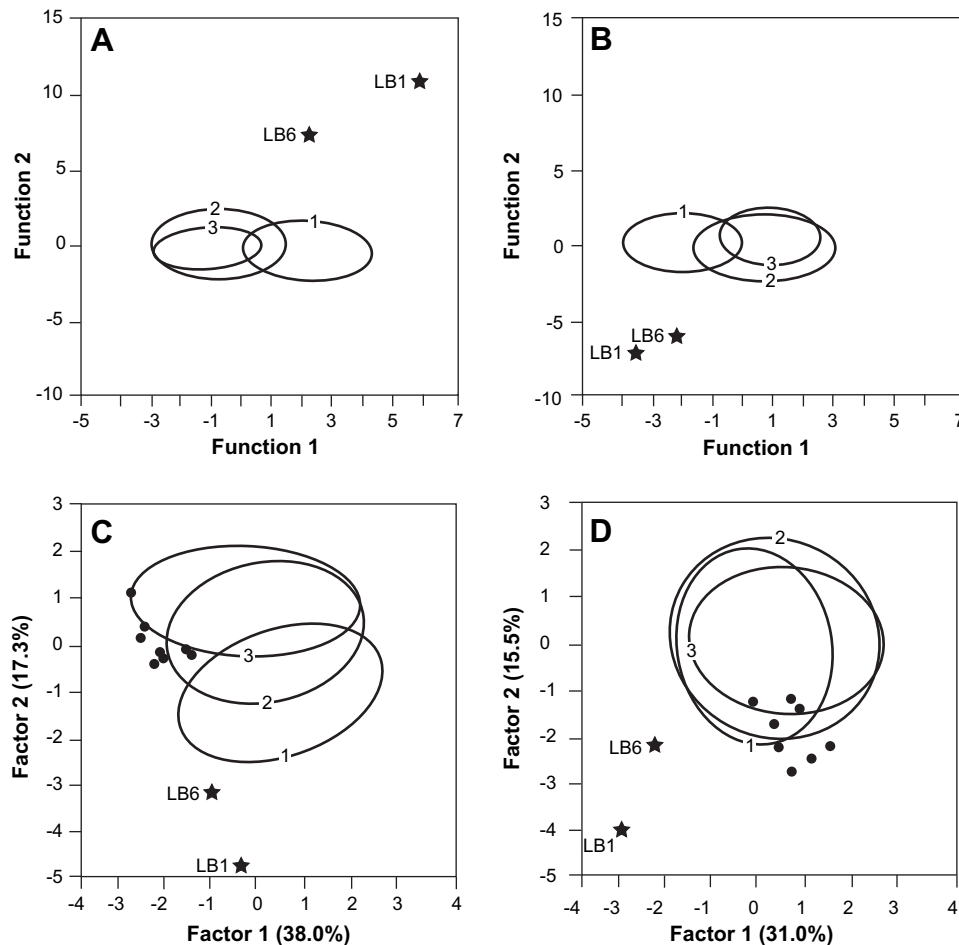 A
15
10
5
0
-5
-10
Function 2
LB1
LB6
2
3
1
-5 -3 -1 1 3 5 7
Function 1
B
15
10
5
0
-5
-10
Function 2
1
3
2
LB6
LB1
-5 -3 -1 1 3 5 7
Function 1
C
3
2
1
0
-1
-2
-3
-4
-5
Factor 2 (17.3%)
3
2
1
LB6
LB1
-4 -3 -2 -1 0 1 2 3 4
Factor 1 (38.0%)
D
3
2
1
0
-1
-2
-3
-4
-5
Factor 2 (15.5%)
2
3
1
LB6
LB1
-4 -3 -2 -1 0 1 2 3 4
Factor 1 (31.0%)